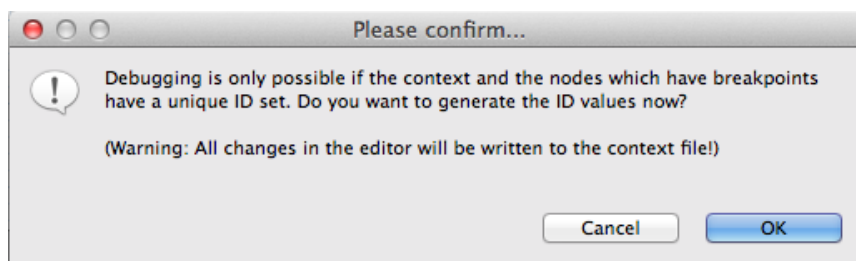 Please confirm...
Debugging is only possible if the context and the nodes which have breakpoints
have a unique ID set. Do you want to generate the ID values now?
(Warning: All changes in the editor will be written to the context file!)
Cancel
OK